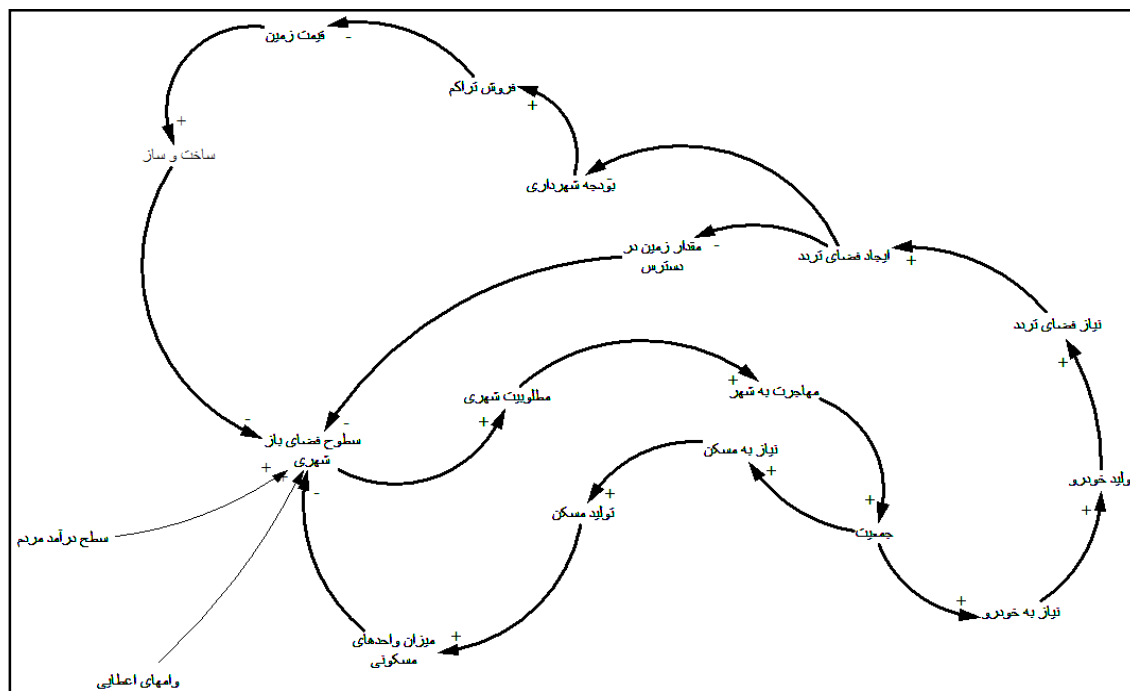 قیمت زمین
فروش تراکم
ساخت و ساز
بودجه شهرداری
مقدار زمین در
دسترس
ایجاد فضای تردد
نیاز فضای تردد
مطلوبیت شهری
مهاجرت به شهر
سطوح فضای باز
شهری
نیاز به مسکن
تولید خودرو
تولید مسکن
جمعیت
سطح درآمد مردم
نیاز به خودرو
میزان واحدهای
مسکونی
وامهای اعطایی